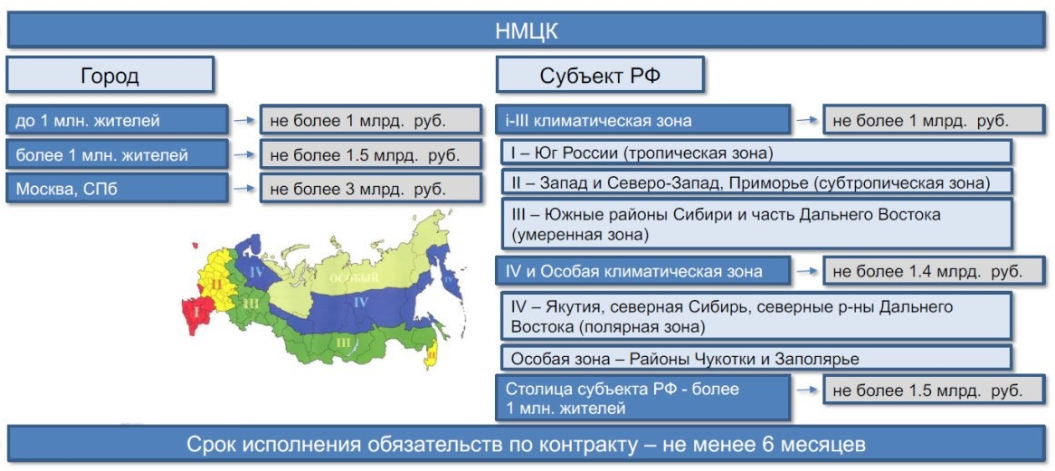 НМЦК
Город
до 1 млн. жителей
не более 1 млрд. руб.
более 1 млн. жителей
не более 1.5 млрд. руб.
Москва, СПб
не более 3 млрд. руб.
Субъект РФ
i-III климатическая зона
не более 1 млрд. руб.
I – Юг России (тропическая зона)
II – Запад и Северо-Запад, Приморье (субтропическая зона)
III – Южные районы Сибири и часть Дальнего Востока
(умеренная зона)
IV и Особая климатическая зона
не более 1.4 млрд. руб.
IV – Якутия, северная Сибирь, северные р-ны Дальнего
Востока (полярная зона)
Особая зона – Районы Чукотки и Заполярье
Столица субъекта РФ - более
1 млн. жителей
не более 1.5 млрд. руб.
IV
ОСОБЫЙ
IV
II
III
IV
I
III
II
Срок исполнения обязательств по контракту – не менее 6 месяцев